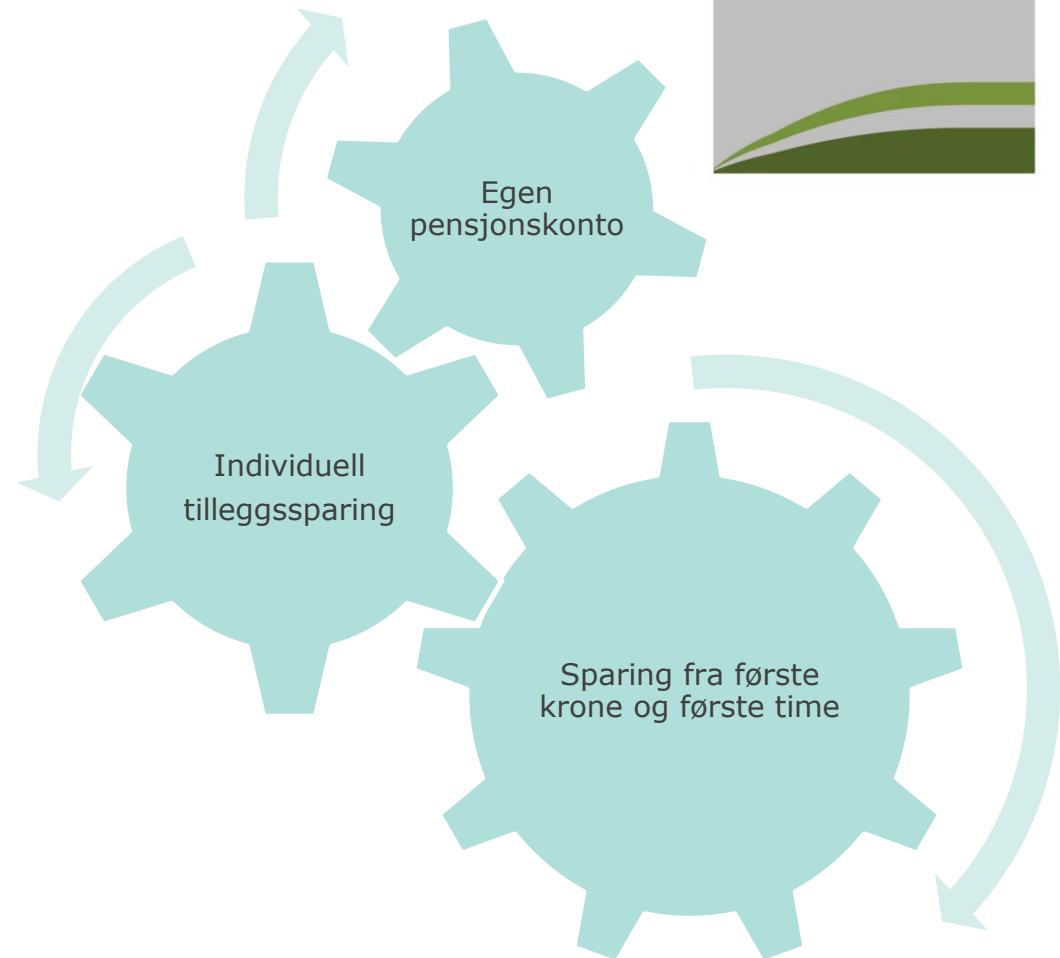 Egen
pensjonskonto
Individuell
tilleggssparing
Sparing fra første
krone og første time